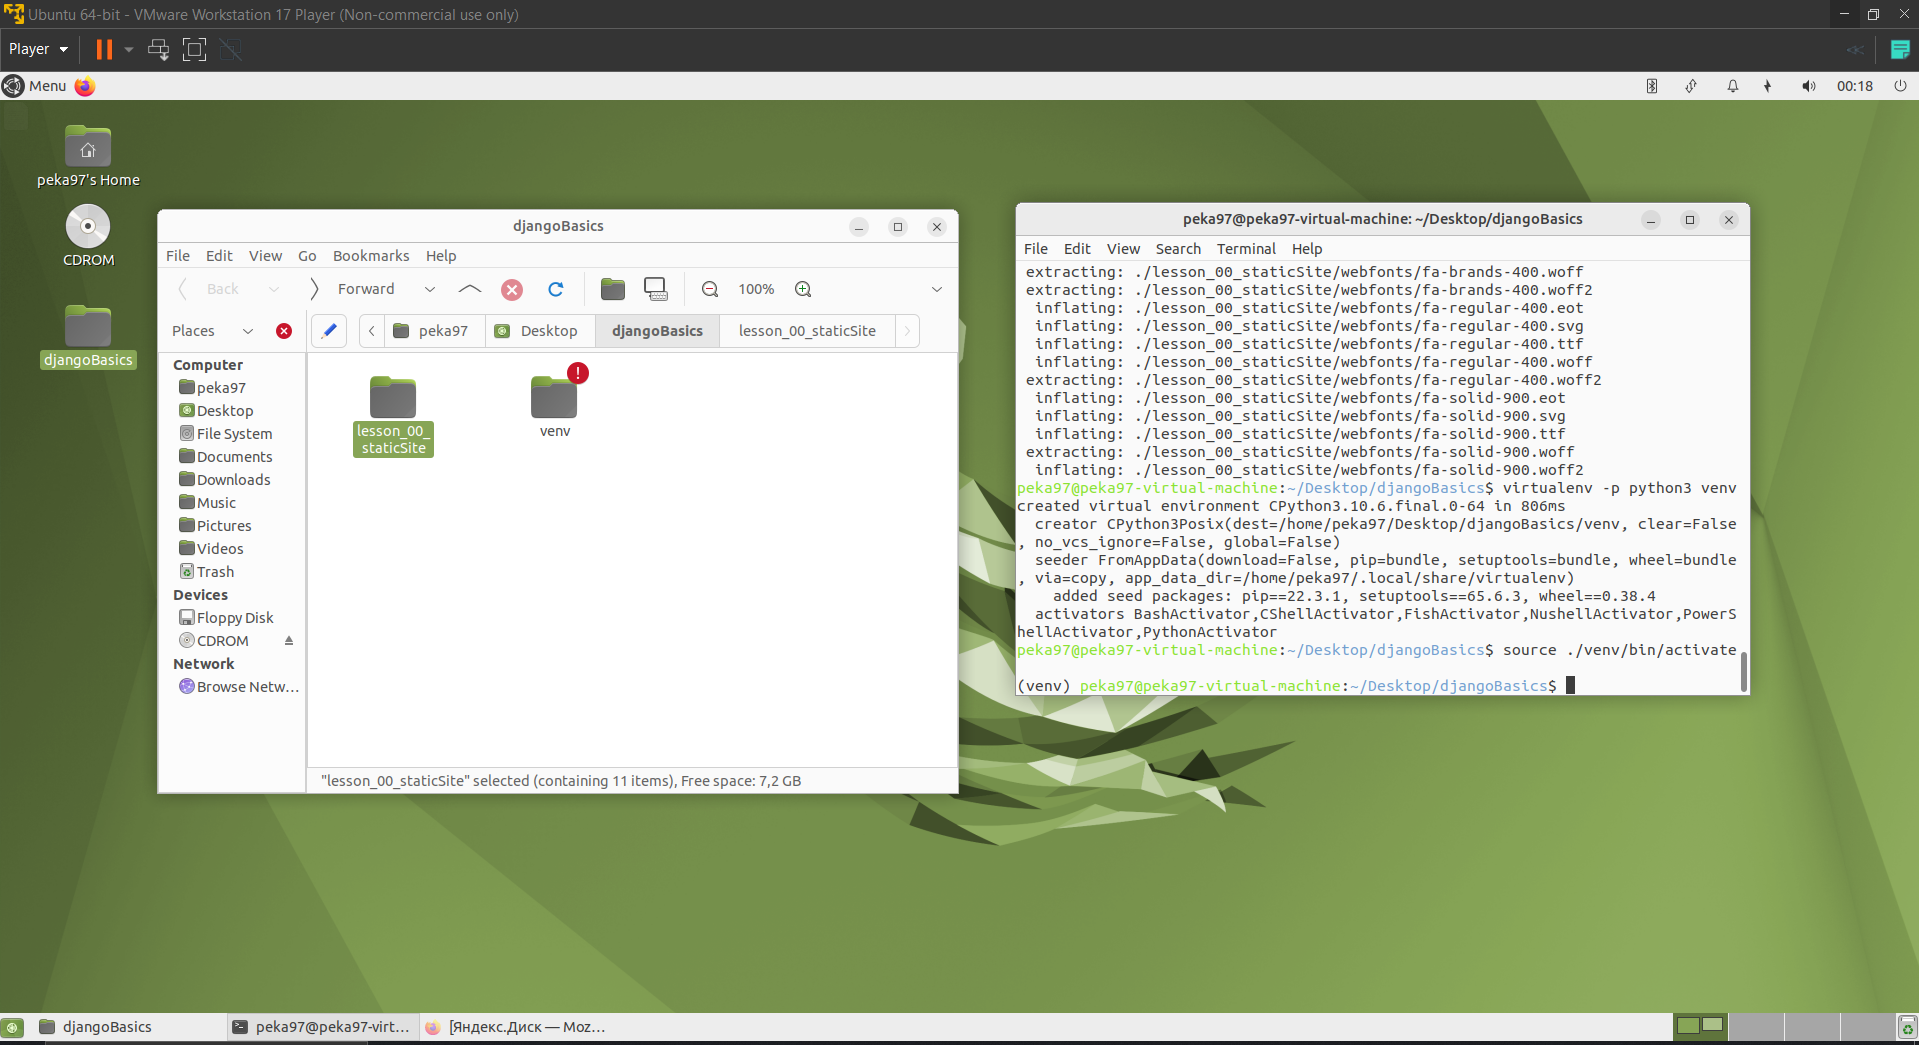 Ubuntu 64-bit - VMware Workstation 17 Player (Non-commercial use only)
Player
Menu
00:18
peka97's Home
CDROM
djangoBasics
djangoBasics
File Edit View Go Bookmarks Help
Back Forward 100%
Places peka97 Desktop djangoBasics lesson_00_staticSite
Computer
peka97
Desktop
File System
Documents
Downloads
Music
Pictures
Videos
Trash
Devices
Floppy Disk
CDROM
Network
Browse Netw...
lesson_00_
staticSite
venv
"lesson_00_staticSite" selected (containing 11 items), Free space: 7,2 GB
peka97@peka97-virtual-machine: ~/Desktop/djangoBasics
File Edit View Search Terminal Help
extracting: ./lesson_00_staticSite/webfonts/fa-brands-400.woff
extracting: ./lesson_00_staticSite/webfonts/fa-brands-400.woff2
inflating: ./lesson_00_staticSite/webfonts/fa-regular-400.eot
inflating: ./lesson_00_staticSite/webfonts/fa-regular-400.svg
inflating: ./lesson_00_staticSite/webfonts/fa-regular-400.ttf
inflating: ./lesson_00_staticSite/webfonts/fa-regular-400.woff
extracting: ./lesson_00_staticSite/webfonts/fa-regular-400.woff2
inflating: ./lesson_00_staticSite/webfonts/fa-solid-900.eot
inflating: ./lesson_00_staticSite/webfonts/fa-solid-900.svg
inflating: ./lesson_00_staticSite/webfonts/fa-solid-900.ttf
extracting: ./lesson_00_staticSite/webfonts/fa-solid-900.woff
inflating: ./lesson_00_staticSite/webfonts/fa-solid-900.woff2
peka97@peka97-virtual-machine:~/Desktop/djangoBasics$ virtualenv -p python3 venv
created virtual environment CPython3.10.6.final.0-64 in 806ms
creator CPython3Posix(dest=/home/peka97/Desktop/djangoBasics/venv, clear=False
, no_vcs_ignore=False, global=False)
seeder FromAppData(download=False, pip=bundle, setuptools=bundle, wheel=bundle
, via=copy, app_data_dir=/home/peka97/.local/share/virtualenv)
added seed packages: pip==22.3.1, setuptools==65.6.3, wheel==0.38.4
activators BashActivator,CShellActivator,FishActivator,NushellActivator,PowerS
hellActivator,PythonActivator
peka97@peka97-virtual-machine:~/Desktop/djangoBasics$ source ./venv/bin/activate
(venv) peka97@peka97-virtual-machine:~/Desktop/djangoBasics$
djangoBasics
peka97@peka97-virt...
[Яндекс.Диск — Moz...